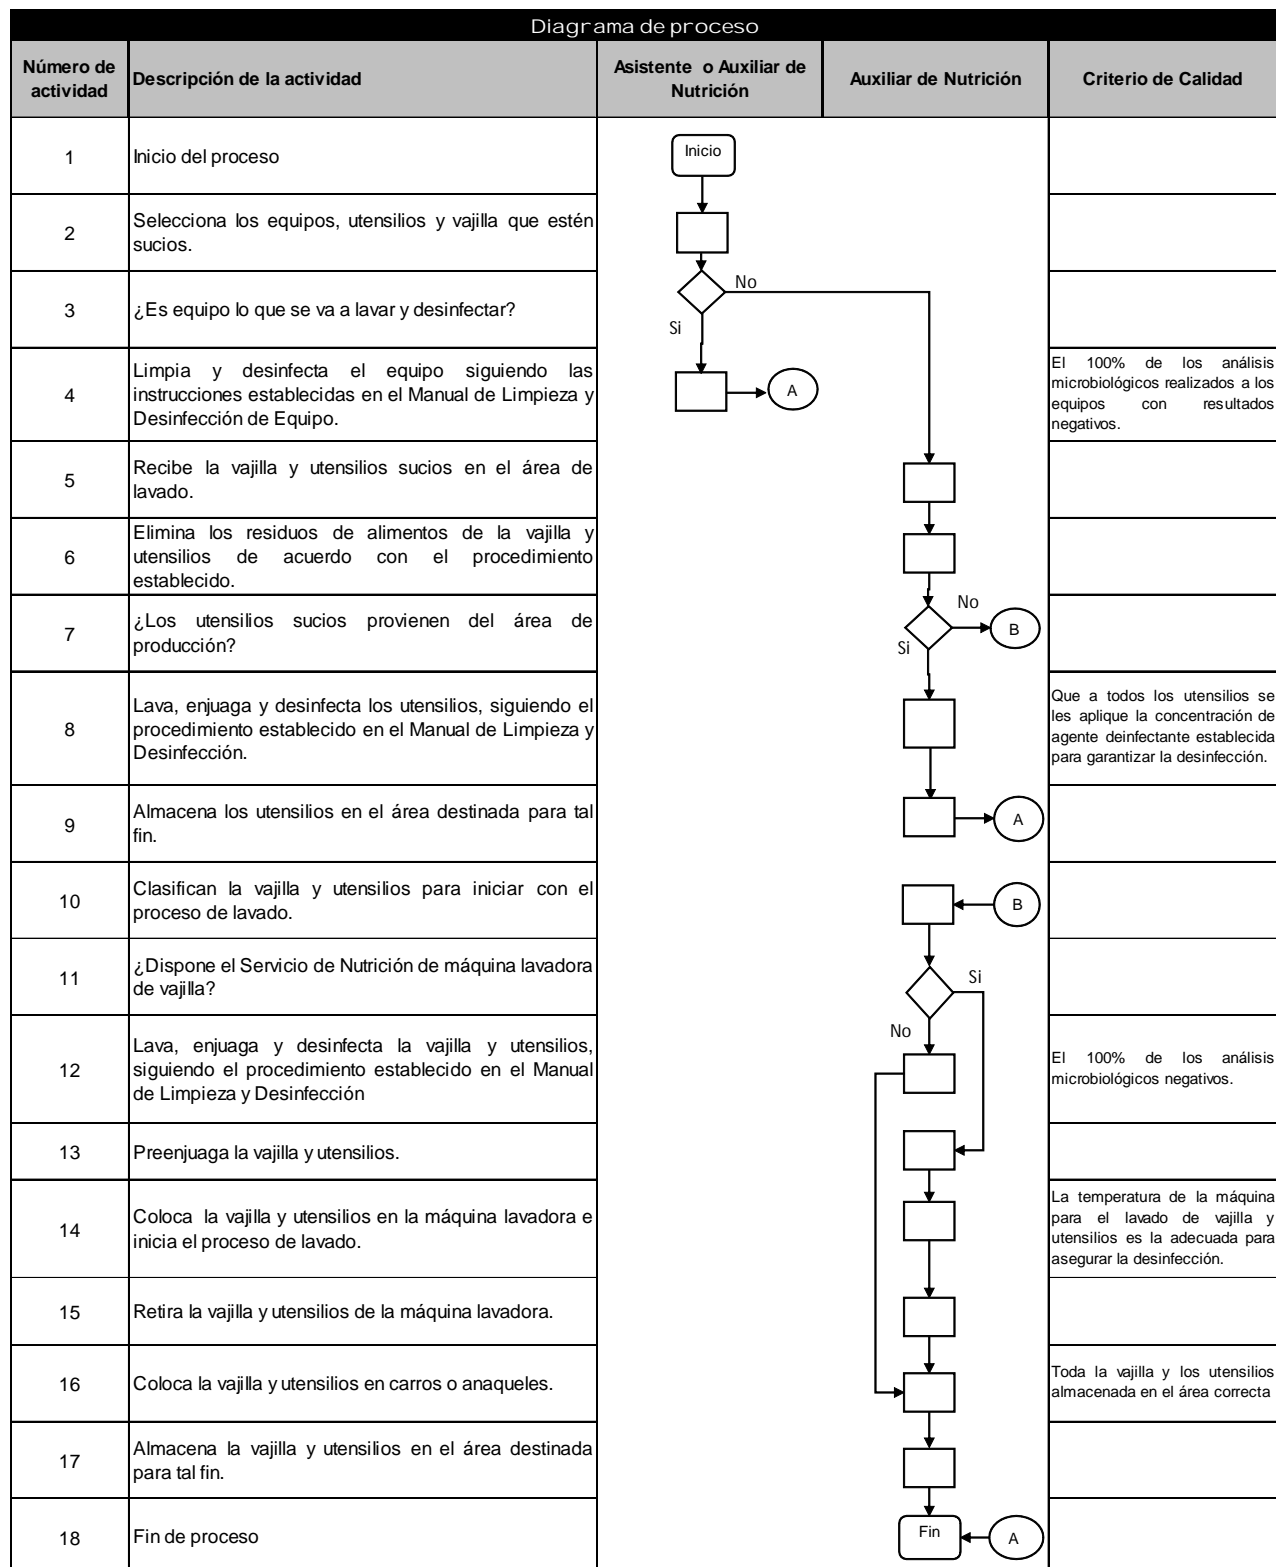 Diagrama de proceso
Número de actividad
Descripción de la actividad
Asistente o Auxiliar de Nutrición
Auxiliar de Nutrición
Criterio de Calidad
1
Inicio del proceso
Inicio
2
Selecciona los equipos, utensilios y vajilla que estén
sucios.
3
¿Es equipo lo que se va a lavar y desinfectar?
No
Si
4
Limpia y desinfecta el equipo siguiendo las
instrucciones establecidas en el Manual de Limpieza y
Desinfección de Equipo.
A
El 100% de los análisis
microbiológicos realizados a los
equipos con resultados
negativos.
5
Recibe la vajilla y utensilios sucios en el área de
lavado.
6
Elimina los residuos de alimentos de la vajilla y
utensilios de acuerdo con el procedimiento
establecido.
7
¿Los utensilios sucios provienen del área de
producción?
No
B
Si
8
Lava, enjuaga y desinfecta los utensilios, siguiendo el
procedimiento establecido en el Manual de Limpieza y
Desinfección.
Que a todos los utensilios se
les aplique la concentración de
agente deinfectante establecida
para garantizar la desinfección.
9
Almacena los utensilios en el área destinada para tal
fin.
A
10
Clasifican la vajilla y utensilios para iniciar con el
proceso de lavado.
B
11
¿Dispone el Servicio de Nutrición de máquina lavadora
de vajilla?
Si
No
12
Lava, enjuaga y desinfecta la vajilla y utensilios,
siguiendo el procedimiento establecido en el Manual
de Limpieza y Desinfección
El 100% de los análisis
microbiológicos negativos.
13
Preenjuaga la vajilla y utensilios.
14
Coloca la vajilla y utensilios en la máquina lavadora e
inicia el proceso de lavado.
La temperatura de la máquina
para el lavado de vajilla y
utensilios es la adecuada para
asegurar la desinfección.
15
Retira la vajilla y utensilios de la máquina lavadora.
16
Coloca la vajilla y utensilios en carros o anaqueles.
Toda la vajilla y los utensilios
almacenada en el área correcta
17
Almacena la vajilla y utensilios en el área destinada
para tal fin.
18
Fin de proceso
Fin
A